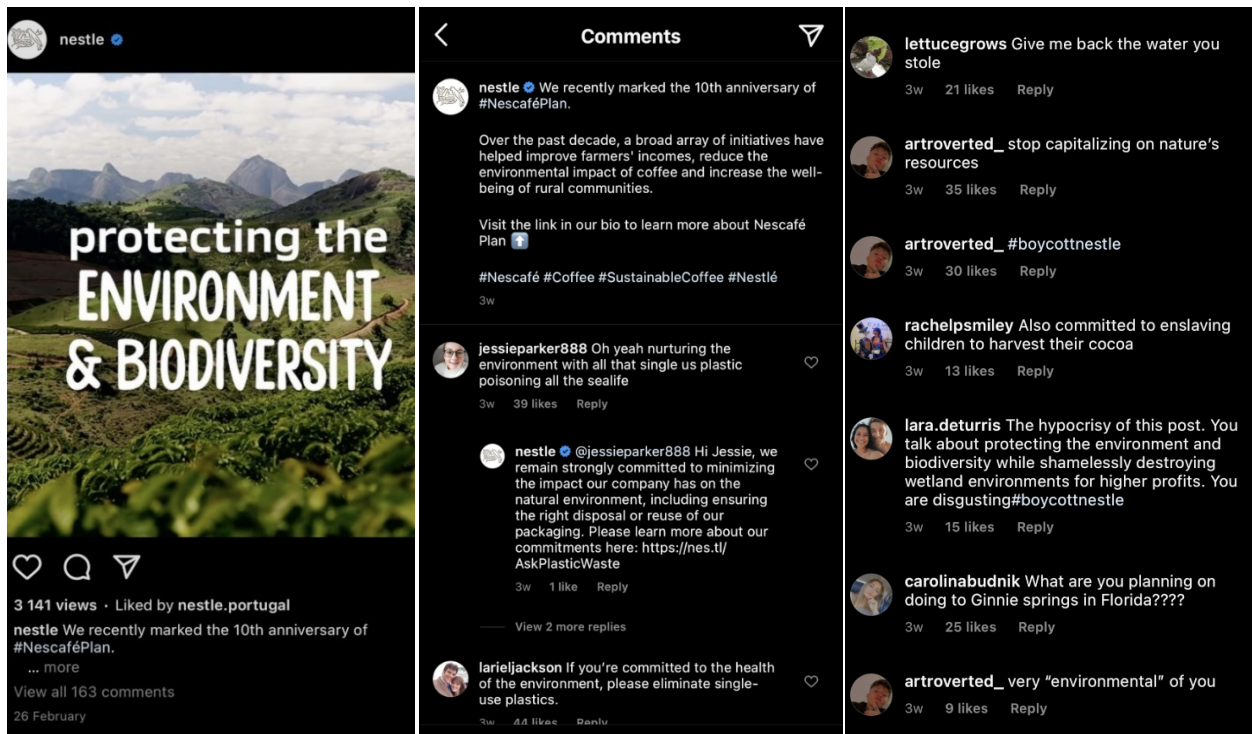 nestle
protecting the
ENVIRONMENT
& BIODIVERSITY
3 141 views · Liked by nestle.portugal
nestle We recently marked the 10th anniversary of
#NescaféPlan.
... more
View all 163 comments
26 February
Comments
nestle We recently marked the 10th anniversary of
#NescaféPlan.
Over the past decade, a broad array of initiatives have
helped improve farmers' incomes, reduce the
environmental impact of coffee and increase the well-
being of rural communities.
Visit the link in our bio to learn more about Nescafé
Plan ⬆️
#Nescafé #Coffee #SustainableCoffee #Nestlé
3w
jessieparker888 Oh yeah nurturing the
environment with all that single us plastic
poisoning all the sealife
3w 39 likes Reply
nestle @jessieparker888 Hi Jessie, we
remain strongly committed to minimizing
the impact our company has on the
natural environment, including ensuring
the right disposal or reuse of our
packaging. Please learn more about our
commitments here: https://nes.tl/
AskPlasticWaste
3w 1 like Reply
View 2 more replies
larieljackson If you're committed to the health
of the environment, please eliminate single-
use plastics.
3w 44 likes Reply
lettucegrows Give me back the water you
stole
3w 21 likes Reply
artroverted_ stop capitalizing on nature's
resources
3w 35 likes Reply
artroverted_ #boycottnestle
3w 30 likes Reply
rachelpsmiley Also committed to enslaving
children to harvest their cocoa
3w 13 likes Reply
lara.deturris The hypocrisy of this post. You
talk about protecting the environment and
biodiversity while shamelessly destroying
wetland environments for higher profits. You
are disgusting#boycottnestle
3w 15 likes Reply
carolinabudnik What are you planning on
doing to Ginnie springs in Florida????
3w 25 likes Reply
artroverted_ very “environmental” of you
3w 9 likes Reply